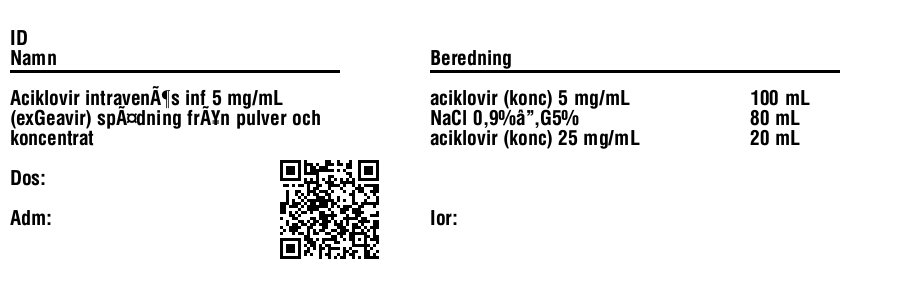 ID
Namn
Aciklovir intravenÃ¶s inf 5 mg/mL
(exGeavir) spÃ¤dning frÃ¥n pulver och
koncentrat
Dos:
Adm:
Beredning
aciklovir (konc) 5 mg/mL 100 mL
NaCl 0,9%â”‚G5% 80 mL
aciklovir (konc) 25 mg/mL 20 mL
Ior: